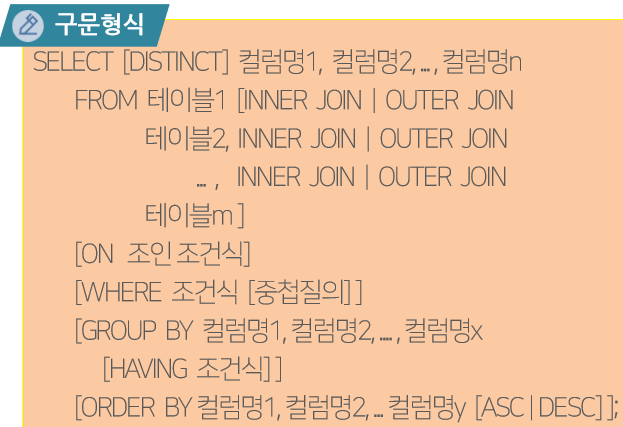 구문형식
SELECT [DISTINCT] 컬럼명1, 컬럼명2, ... , 컬럼명n
FROM 테이블1 [INNER JOIN | OUTER JOIN
테이블2, INNER JOIN | OUTER JOIN
... , INNER JOIN | OUTER JOIN
테이블m ]
[ON 조인 조건식]
[WHERE 조건식 [중첩질의] ]
[GROUP BY 컬럼명1, 컬럼명2, ...., 컬럼명x
[HAVING 조건식] ]
[ORDER BY 컬럼명1, 컬럼명2, ... 컬럼명y [ASC | DESC] ];